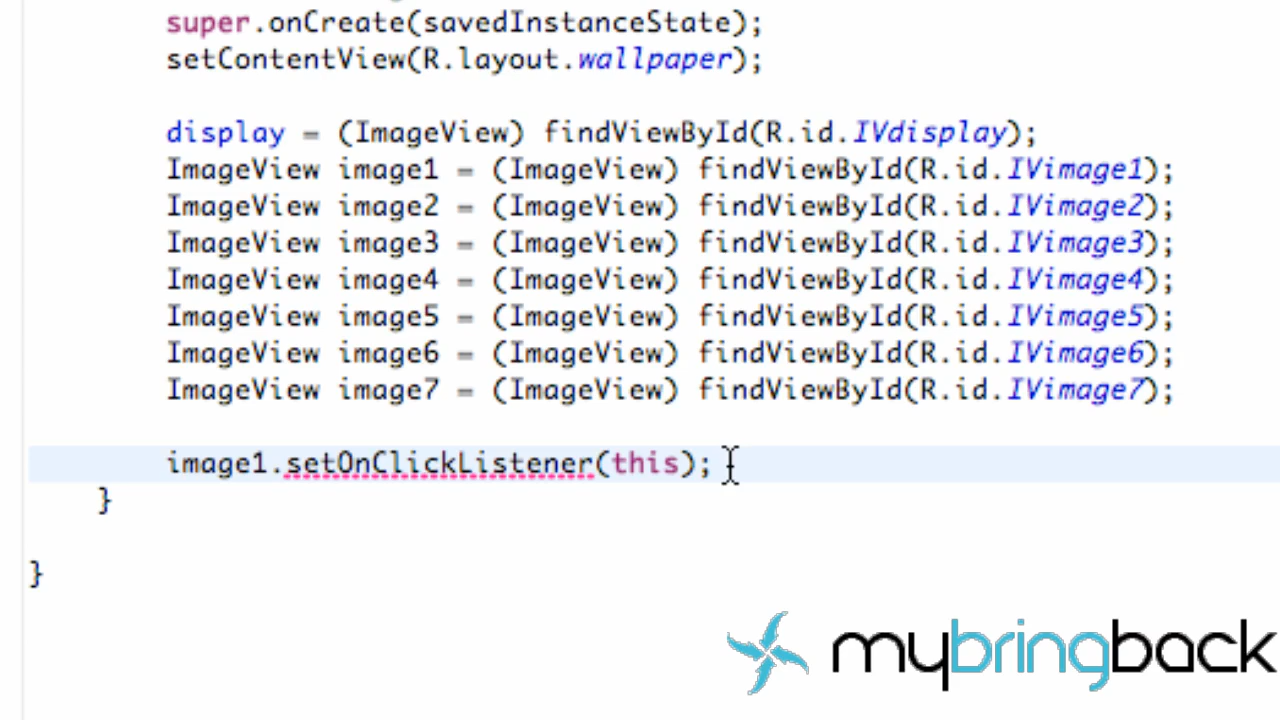 super.onCreate(savedInstanceState);
setContentView(R.layout.wallpaper);
display = (ImageView) findViewById(R.id.IVdisplay);
ImageView image1 = (ImageView) findViewById(R.id.IVimage1);
ImageView image2 = (ImageView) findViewById(R.id.IVimage2);
ImageView image3 = (ImageView) findViewById(R.id.IVimage3);
ImageView image4 = (ImageView) findViewById(R.id.IVimage4);
ImageView image5 = (ImageView) findViewById(R.id.IVimage5);
ImageView image6 = (ImageView) findViewById(R.id.IVimage6);
ImageView image7 = (ImageView) findViewById(R.id.IVimage7);
image1.setOnClickListener(this);
}
}
mybringback